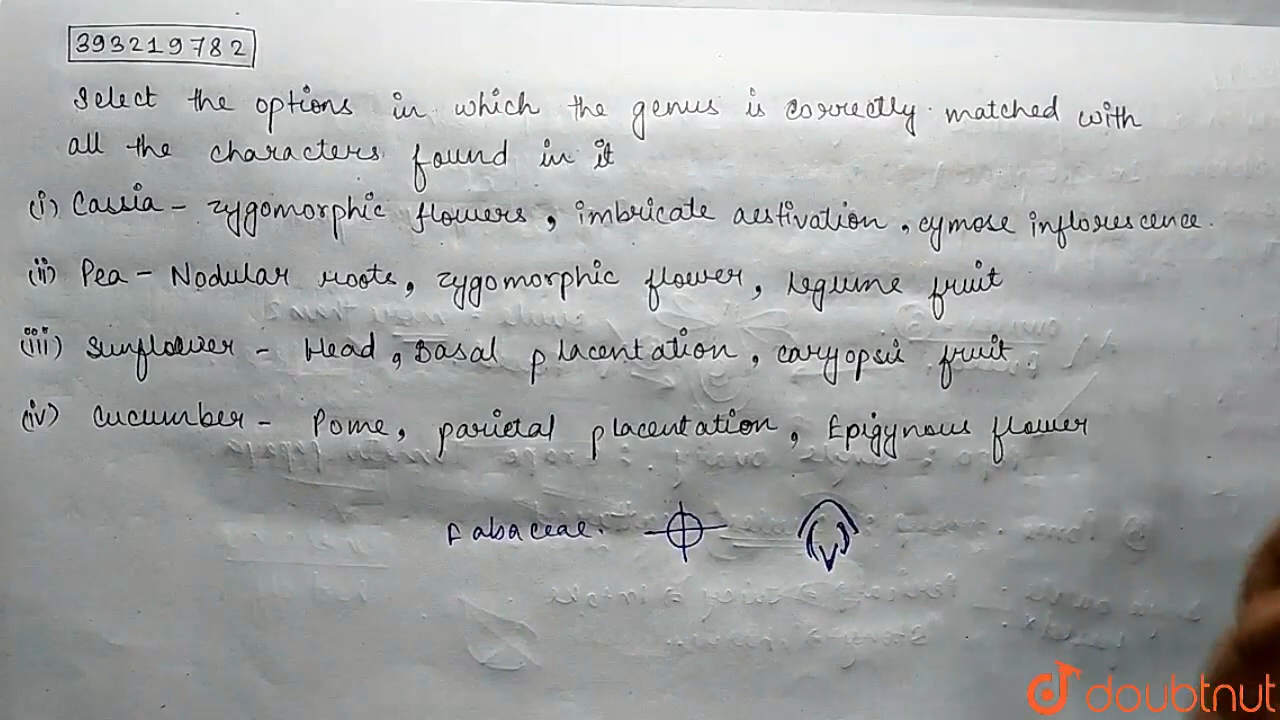 393219782
Select the options in which the genus is correctly matched with
all the characters found in it
(i) Cassia - zygomorphic flowers, imbricate aestivation, cymose inflorescence.
(ii) Pea - Nodular roots, zygomorphic flower, legume fruit
(iii) Sunflower - Head, Basal placentation, caryopsis fruit
(iv) cucumber - Pome, parietal placentation, Epigynous flower
Fabaceae.
doubtnut